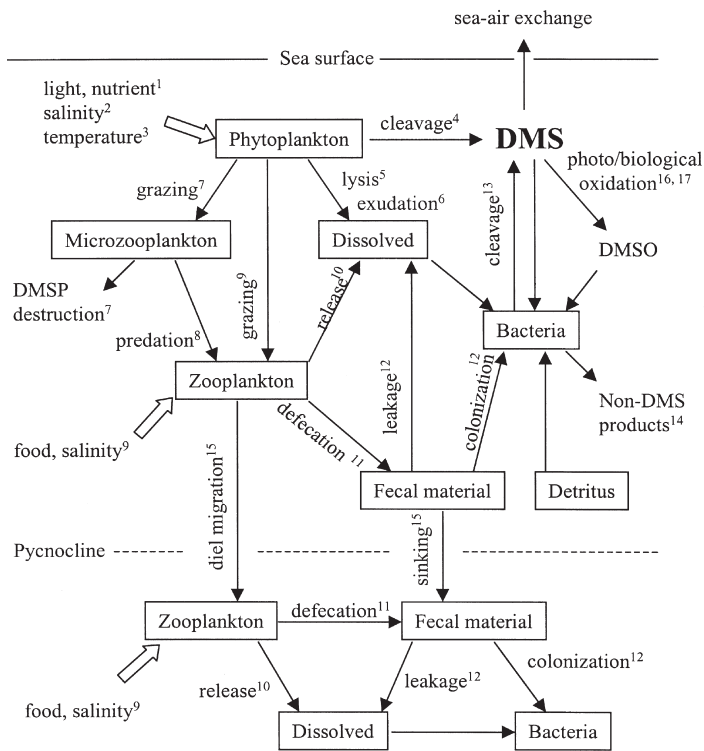 sea-air exchange
Sea surface
light, nutrient¹
salinity²
temperature³
Phytoplankton
cleavage⁴
DMS
photo/biological
oxidation¹⁶, ¹⁷
grazing⁷
lysis⁵
exudation⁶
cleavage¹³
Microzooplankton
Dissolved
DMSO
DMSP
destruction⁷
grazing⁹
release¹⁰
predation⁸
Bacteria
Zooplankton
leakage¹²
colonization¹²
Non-DMS
products¹⁴
food, salinity⁹
defecation ¹¹
diel migration¹⁵
Fecal material
Detritus
Pycnocline
sinking¹⁵
Zooplankton
defecation¹¹
Fecal material
food, salinity⁹
release¹⁰
leakage¹²
colonization¹²
Dissolved
Bacteria